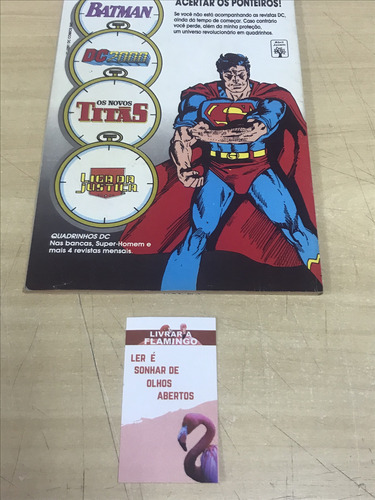 ACERTAR OS PONTEIROS!
Se você não está acompanhando as revistas DC,
ainda dá tempo de começar. Caso contrário
você perde, além da minha proteção,
um universo revolucionário em quadrinhos.
BATMAN
DC 2000
OS NOVOS
TITÃS
LIGA DA
JUSTIÇA
QUADRINHOS DC
Nas bancas, Super-Homem e
mais 4 revistas mensais.
LIVRARIA
FLAMINGO
LER É
SONHAR DE
OLHOS
ABERTOS